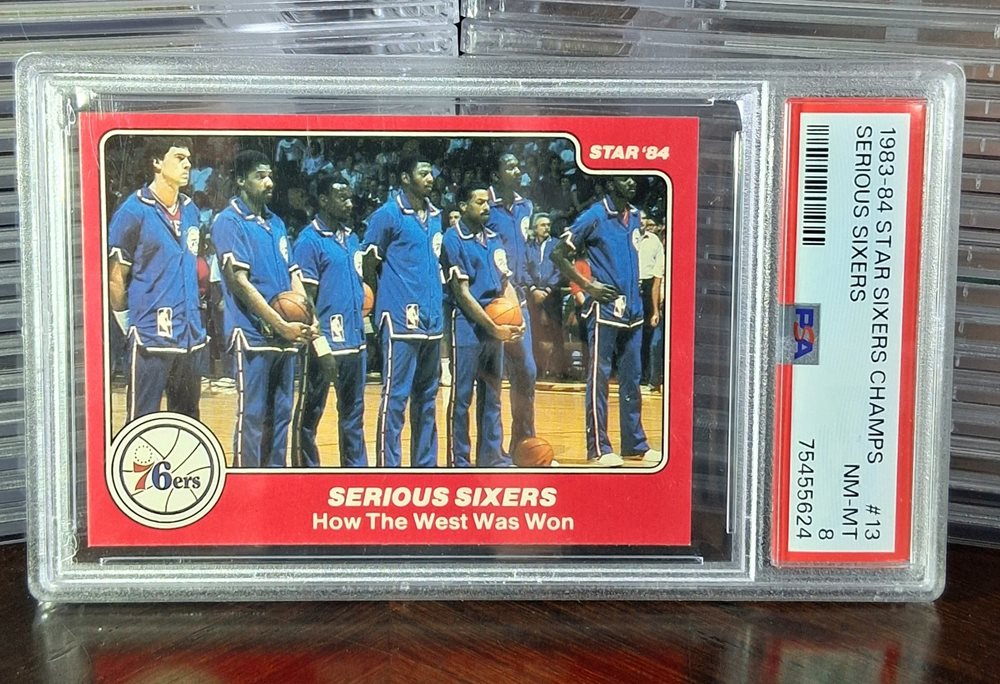 STAR '84
76ers
SERIOUS SIXERS
How The West Was Won
1983-84 STAR SIXERS CHAMPS #13
SERIOUS SIXERS NM-MT
8
PSA 75455624